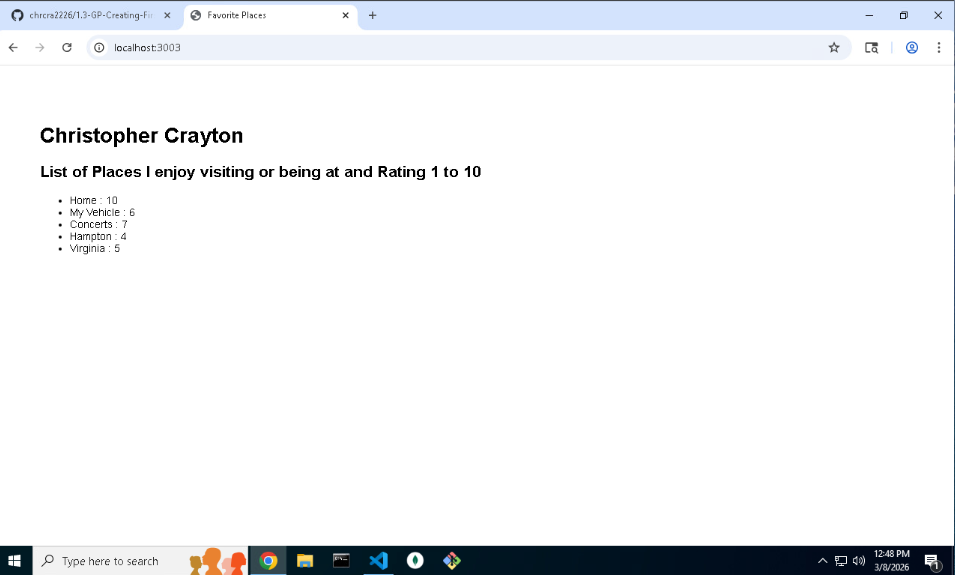 chrcra2226/1.3-GP-Creating-Fir
Favorite Places
localhost:3003
Christopher Crayton
List of Places I enjoy visiting or being at and Rating 1 to 10
Home : 10
My Vehicle : 6
Concerts : 7
Hampton : 4
Virginia : 5
Type here to search
12:48 PM
3/8/2026
1